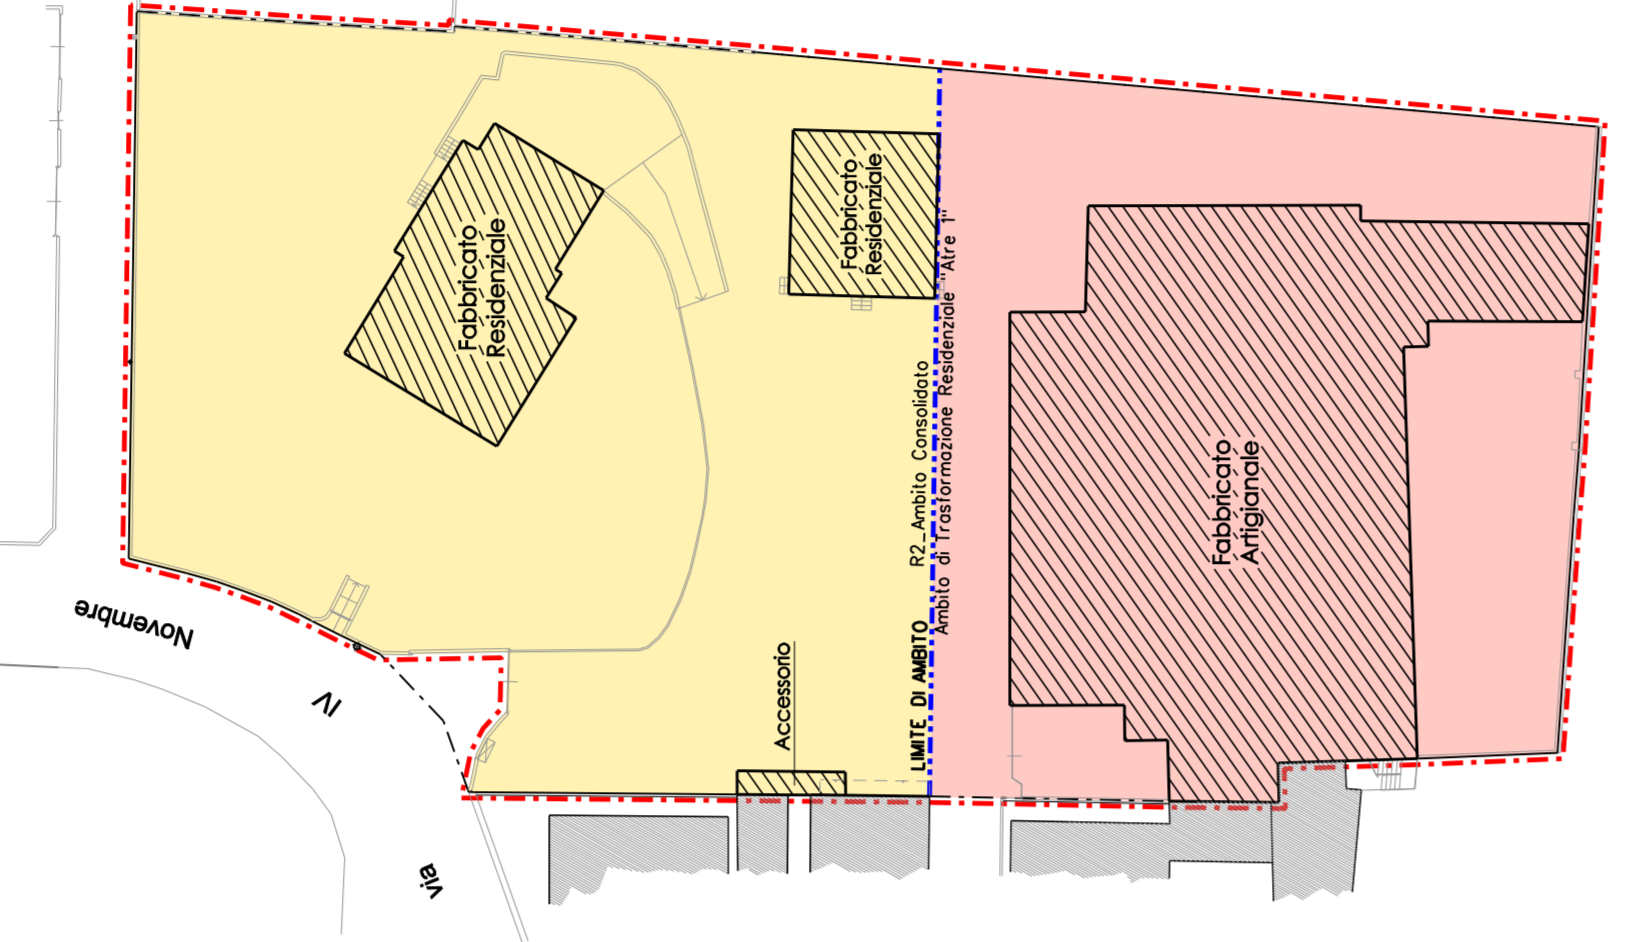 Fabbricato
Residenziale
Fabbricato
Residenziale
R2_Ambito Consolidato
Ambito di Trasformazione Residenziale "Atre 1"
LIMITE DI AMBITO
Fabbricato
Artigianale
Accessorio
via
IV
Novembre